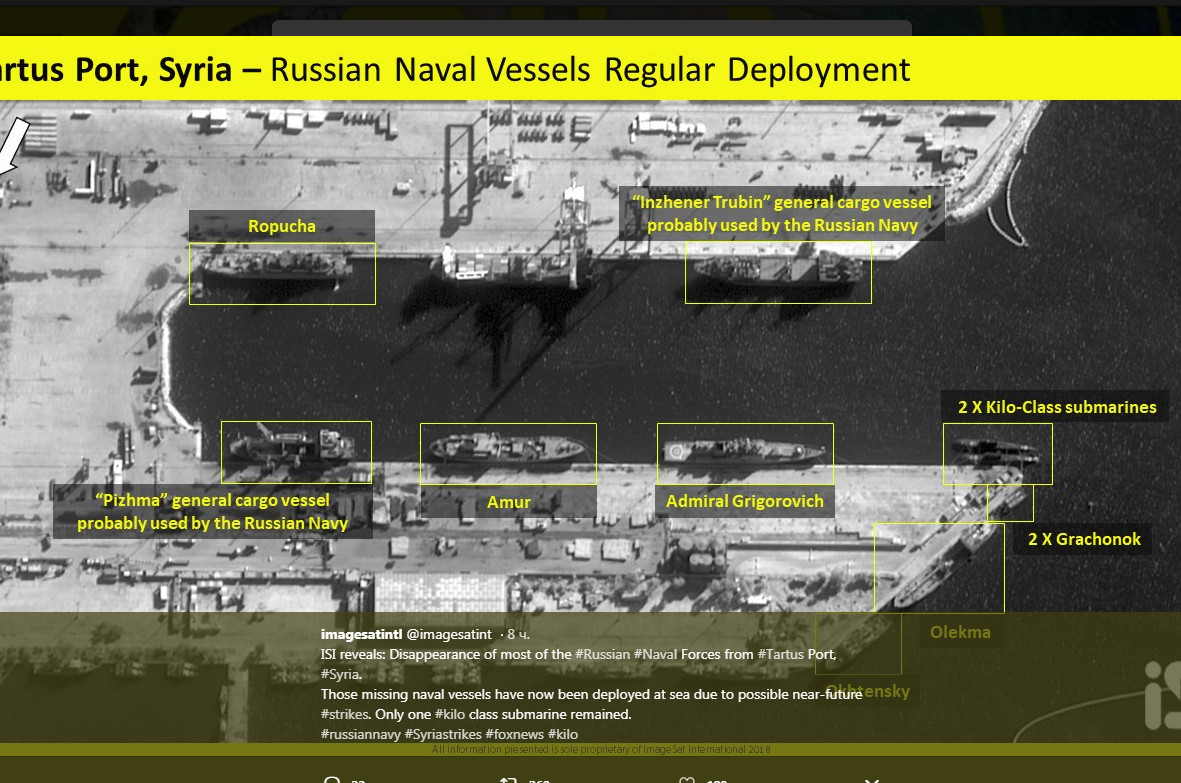 rtus Port, Syria – Russian Naval Vessels Regular Deployment
Ropucha
“Inzhener Trubin” general cargo vessel
probably used by the Russian Navy
2 X Kilo-Class submarines
“Pizhma” general cargo vessel
probably used by the Russian Navy
Amur
Admiral Grigorovich
2 X Grachonok
Olekma
Okhtensky
imagesatintl @imagesatint · 8 ч.
ISI reveals: Disappearance of most of the #Russian #Naval Forces from #Tartus Port,
#Syria.
Those missing naval vessels have now been deployed at sea due to possible near-future
#strikes. Only one #kilo class submarine remained.
#russiannavy #Syriastrikes #foxnews #kilo
All information presented is sole proprietary of ImageSat International 2018